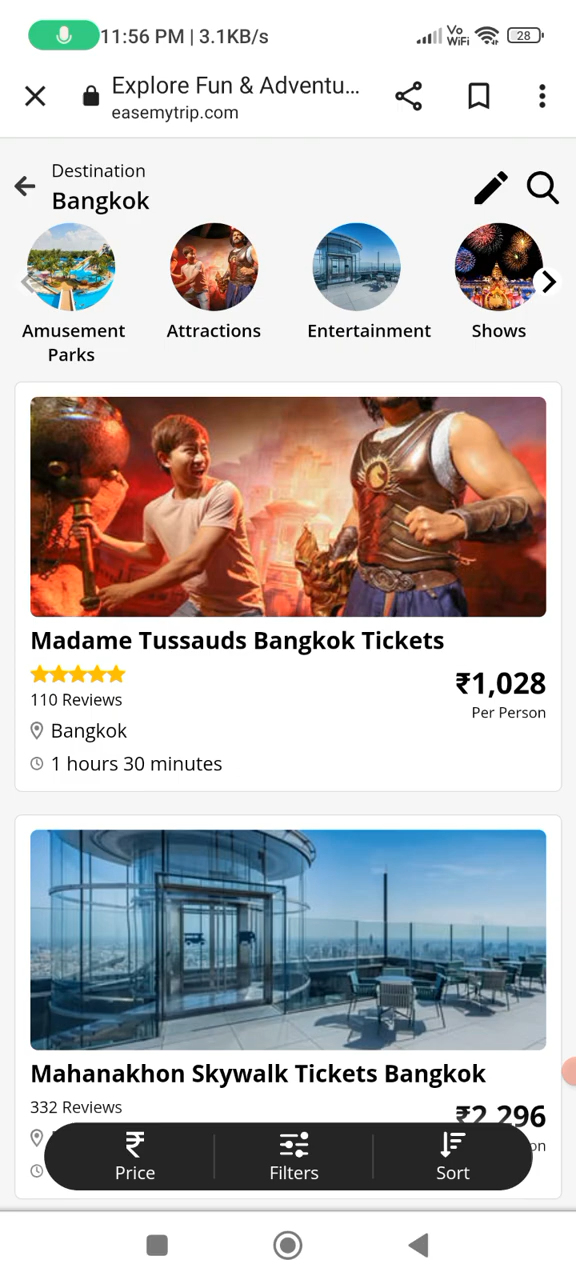 11:56 PM | 3.1KB/s
Vo
WiFi
28
Explore Fun & Adventu...
easemytrip.com
Destination
Bangkok
Amusement
Parks
Attractions
Entertainment
Shows
Madame Tussauds Bangkok Tickets
110 Reviews
₹1,028
Per Person
Bangkok
1 hours 30 minutes
Mahanakhon Skywalk Tickets Bangkok
332 Reviews
₹2,296
Price
Filters
Sort